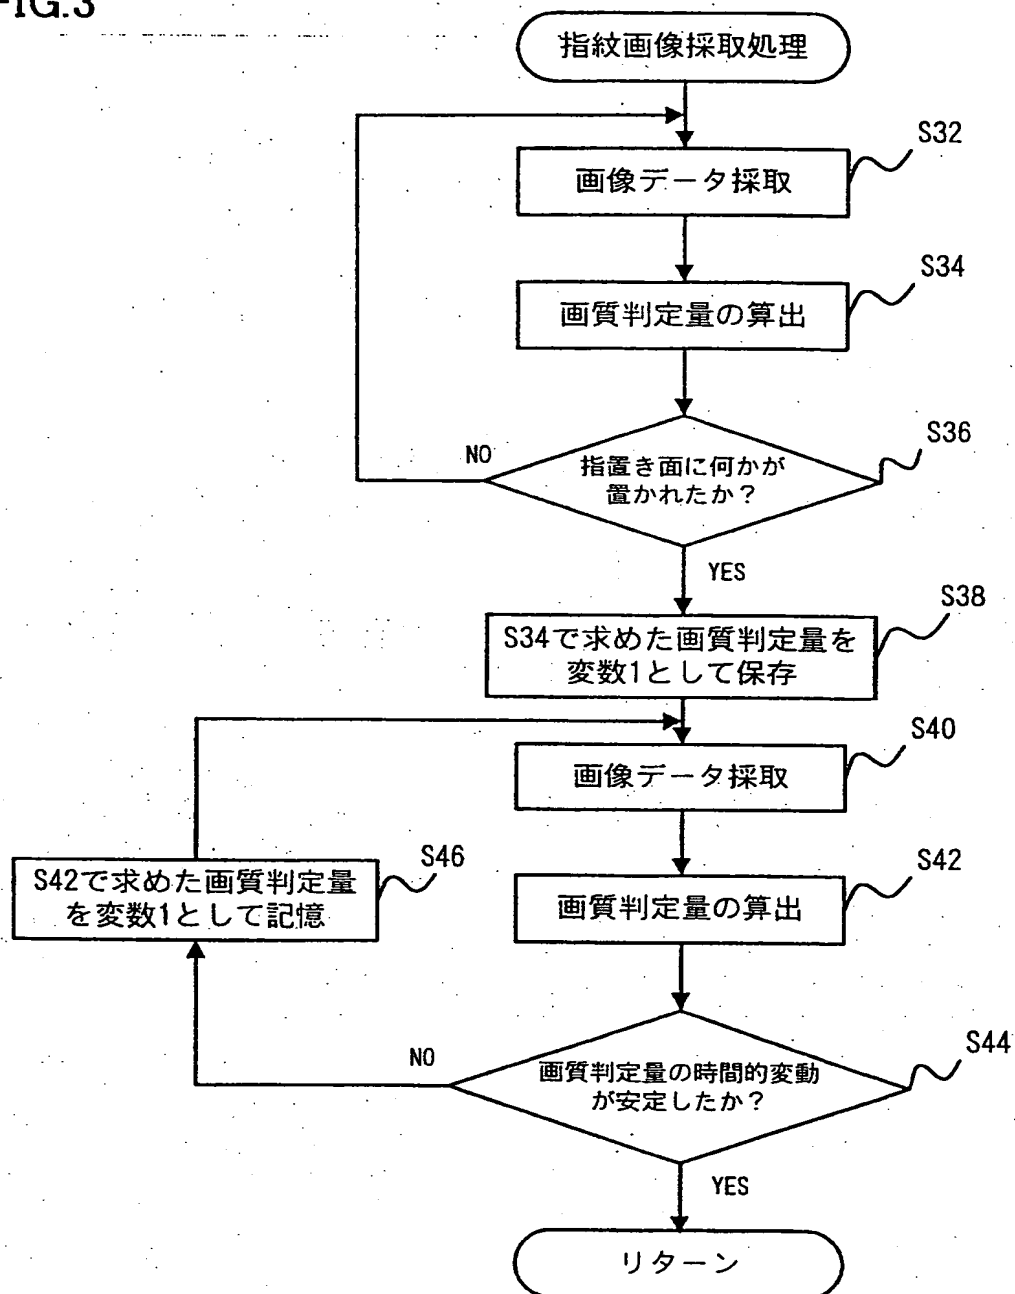 FIG.3
指紋画像採取処理
S32
画像データ採取
S34
画質判定量の算出
S36
NO
指置き面に何かが
置かれたか？
YES
S38
S34で求めた画質判定量を
変数1として保存
S40
画像データ採取
S46
S42で求めた画質判定量
を変数1として記憶
S42
画質判定量の算出
S44
NO
画質判定量の時間的変動
が安定したか？
YES
リターン